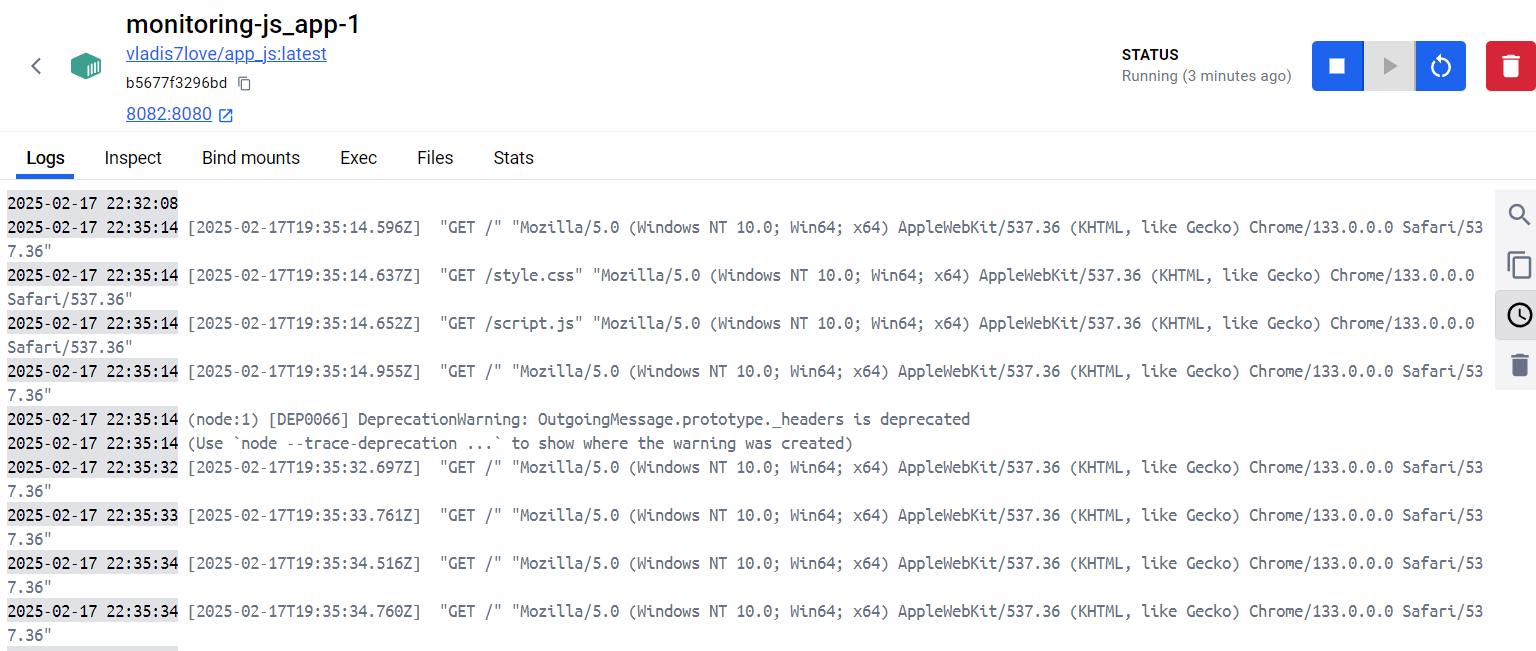 monitoring-js_app-1
vladis7love/app_js:latest
b5677f3296bd
8082:8080
STATUS
Running (3 minutes ago)
Logs Inspect Bind mounts Exec Files Stats
2025-02-17 22:32:08
2025-02-17 22:35:14 [2025-02-17T19:35:14.596Z]  "GET /" "Mozilla/5.0 (Windows NT 10.0; Win64; x64) AppleWebKit/537.36 (KHTML, like Gecko) Chrome/133.0.0.0 Safari/53
7.36"
2025-02-17 22:35:14 [2025-02-17T19:35:14.637Z]  "GET /style.css" "Mozilla/5.0 (Windows NT 10.0; Win64; x64) AppleWebKit/537.36 (KHTML, like Gecko) Chrome/133.0.0.0
Safari/537.36"
2025-02-17 22:35:14 [2025-02-17T19:35:14.652Z]  "GET /script.js" "Mozilla/5.0 (Windows NT 10.0; Win64; x64) AppleWebKit/537.36 (KHTML, like Gecko) Chrome/133.0.0.0
Safari/537.36"
2025-02-17 22:35:14 [2025-02-17T19:35:14.955Z]  "GET /" "Mozilla/5.0 (Windows NT 10.0; Win64; x64) AppleWebKit/537.36 (KHTML, like Gecko) Chrome/133.0.0.0 Safari/53
7.36"
2025-02-17 22:35:14 (node:1) [DEP0066] DeprecationWarning: OutgoingMessage.prototype._headers is deprecated
2025-02-17 22:35:14 (Use `node --trace-deprecation ...` to show where the warning was created)
2025-02-17 22:35:32 [2025-02-17T19:35:32.697Z]  "GET /" "Mozilla/5.0 (Windows NT 10.0; Win64; x64) AppleWebKit/537.36 (KHTML, like Gecko) Chrome/133.0.0.0 Safari/53
7.36"
2025-02-17 22:35:33 [2025-02-17T19:35:33.761Z]  "GET /" "Mozilla/5.0 (Windows NT 10.0; Win64; x64) AppleWebKit/537.36 (KHTML, like Gecko) Chrome/133.0.0.0 Safari/53
7.36"
2025-02-17 22:35:34 [2025-02-17T19:35:34.516Z]  "GET /" "Mozilla/5.0 (Windows NT 10.0; Win64; x64) AppleWebKit/537.36 (KHTML, like Gecko) Chrome/133.0.0.0 Safari/53
7.36"
2025-02-17 22:35:34 [2025-02-17T19:35:34.760Z]  "GET /" "Mozilla/5.0 (Windows NT 10.0; Win64; x64) AppleWebKit/537.36 (KHTML, like Gecko) Chrome/133.0.0.0 Safari/53
7.36"